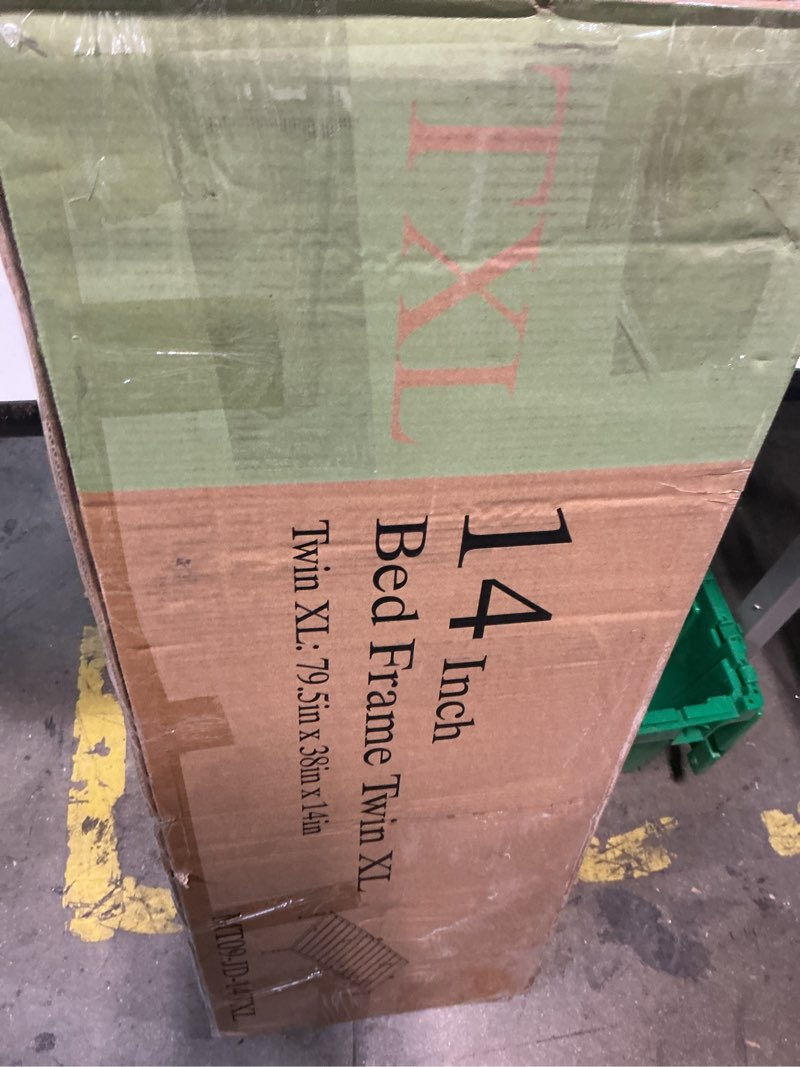 TXL
14 Inch
Bed Frame Twin XL
Twin XL: 79.5in x 38in x 14in